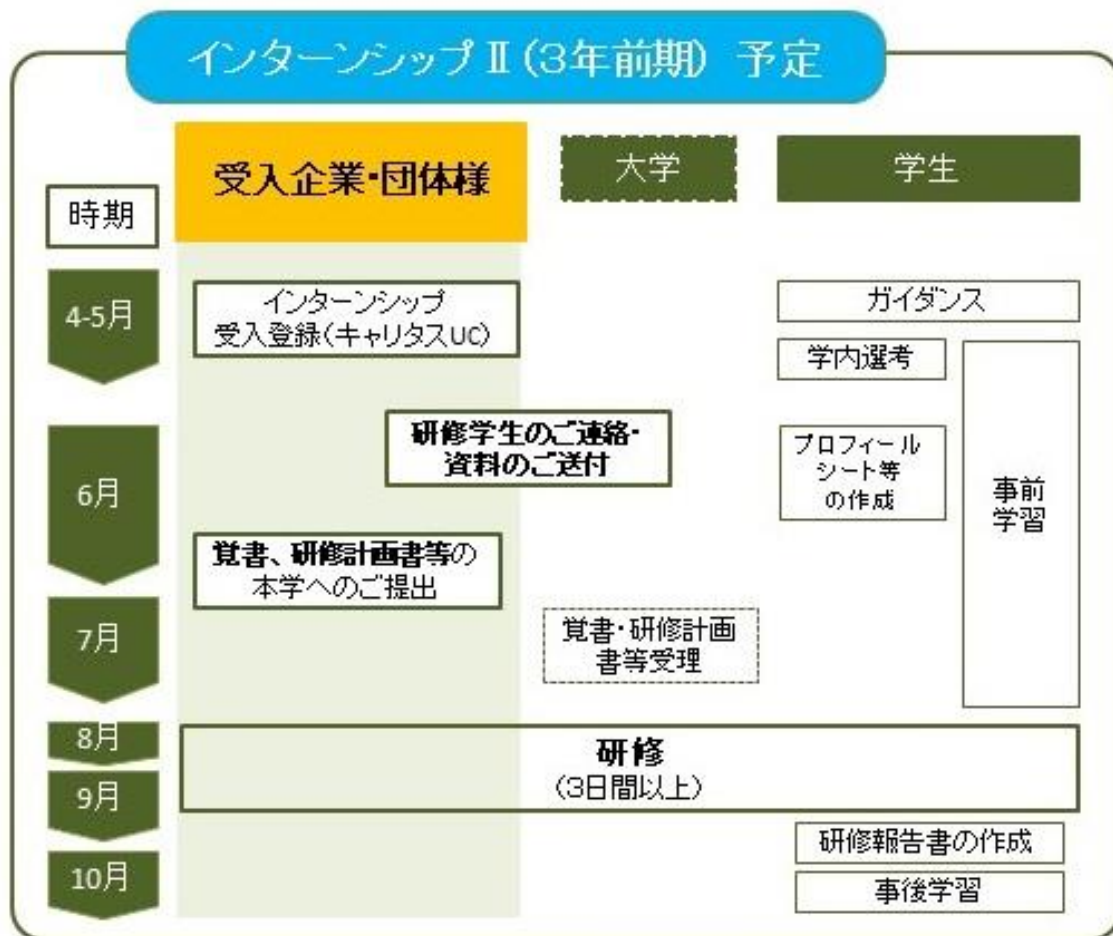 インターンシップⅡ(3年前期) 予定
受入企業・団体様
大学
学生
時期
4-5月
インターンシップ
受入登録(キャリタスUC)
ガイダンス
学内選考
6月
研修学生のご連絡・
資料のご送付
プロフィール
シート等
の作成
事前
学習
覚書、研修計画書等の
本学へのご提出
7月
覚書・研修計画
書等受理
8月
研修
(3日間以上)
9月
研修報告書の作成
10月
事後学習